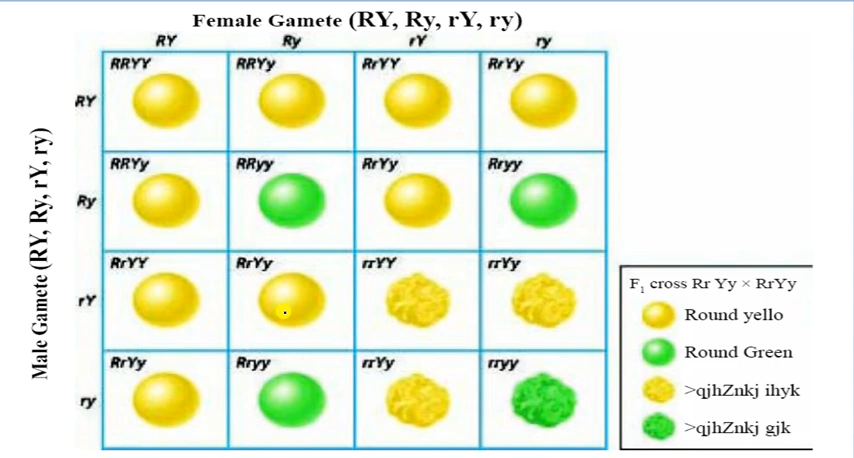 Female Gamete (RY, Ry, rY, ry)
RY Ry rY ry
Male Gamete (RY, Ry, rY, ry)
RY RRYY RRYy RrYY RrYy
Ry RRYy RRyy RrYy Rryy
rY RrYY RrYy rrYY rrYy
ry RrYy Rryy rrYy rryy
F₁ cross Rr Yy × RrYy
Round yello
Round Green
>qjhZnkj ihyk
>qjhZnkj gjk